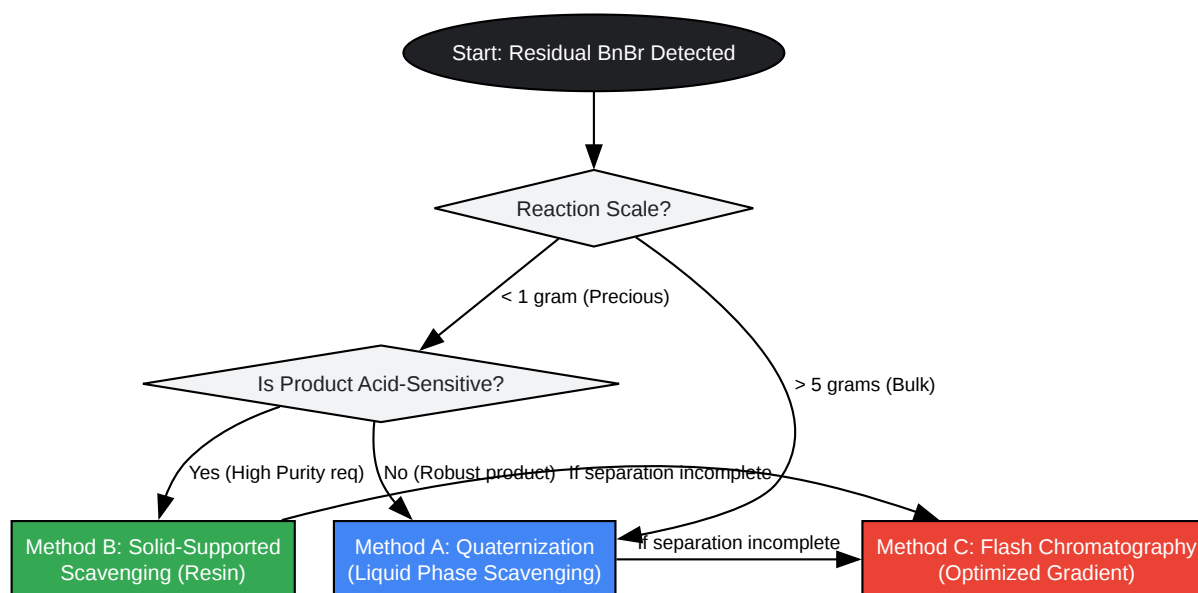 Start: Residual BnBr Detected
Reaction Scale?
< 1 gram (Precious)
Is Product Acid-Sensitive?
> 5 grams (Bulk)
Yes (High Purity req)
No (Robust product)
If separation incomplete
If separation incomplete
Method B: Solid-Supported
Scavenging (Resin)
Method A: Quaternization
(Liquid Phase Scavenging)
Method C: Flash Chromatography
(Optimized Gradient)